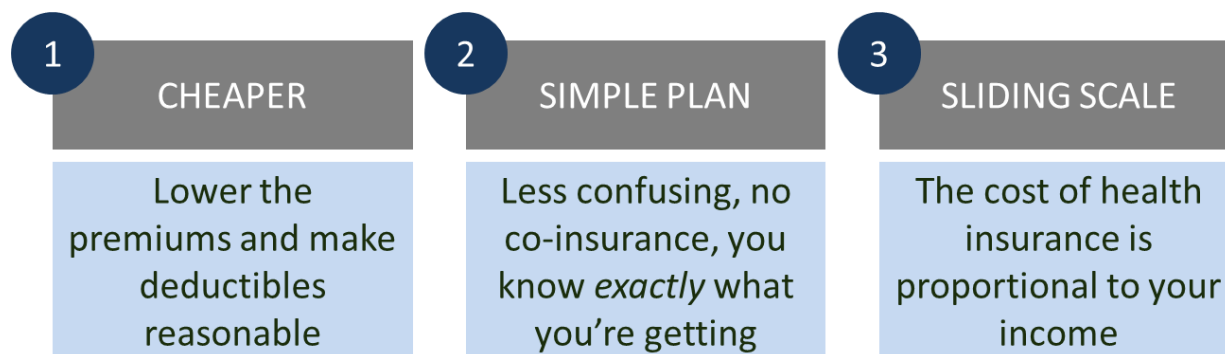 1
CHEAPER
Lower the
premiums and make
deductibles
reasonable
2
SIMPLE PLAN
Less confusing, no
co-insurance, you
know exactly what
you’re getting
3
SLIDING SCALE
The cost of health
insurance is
proportional to your
income